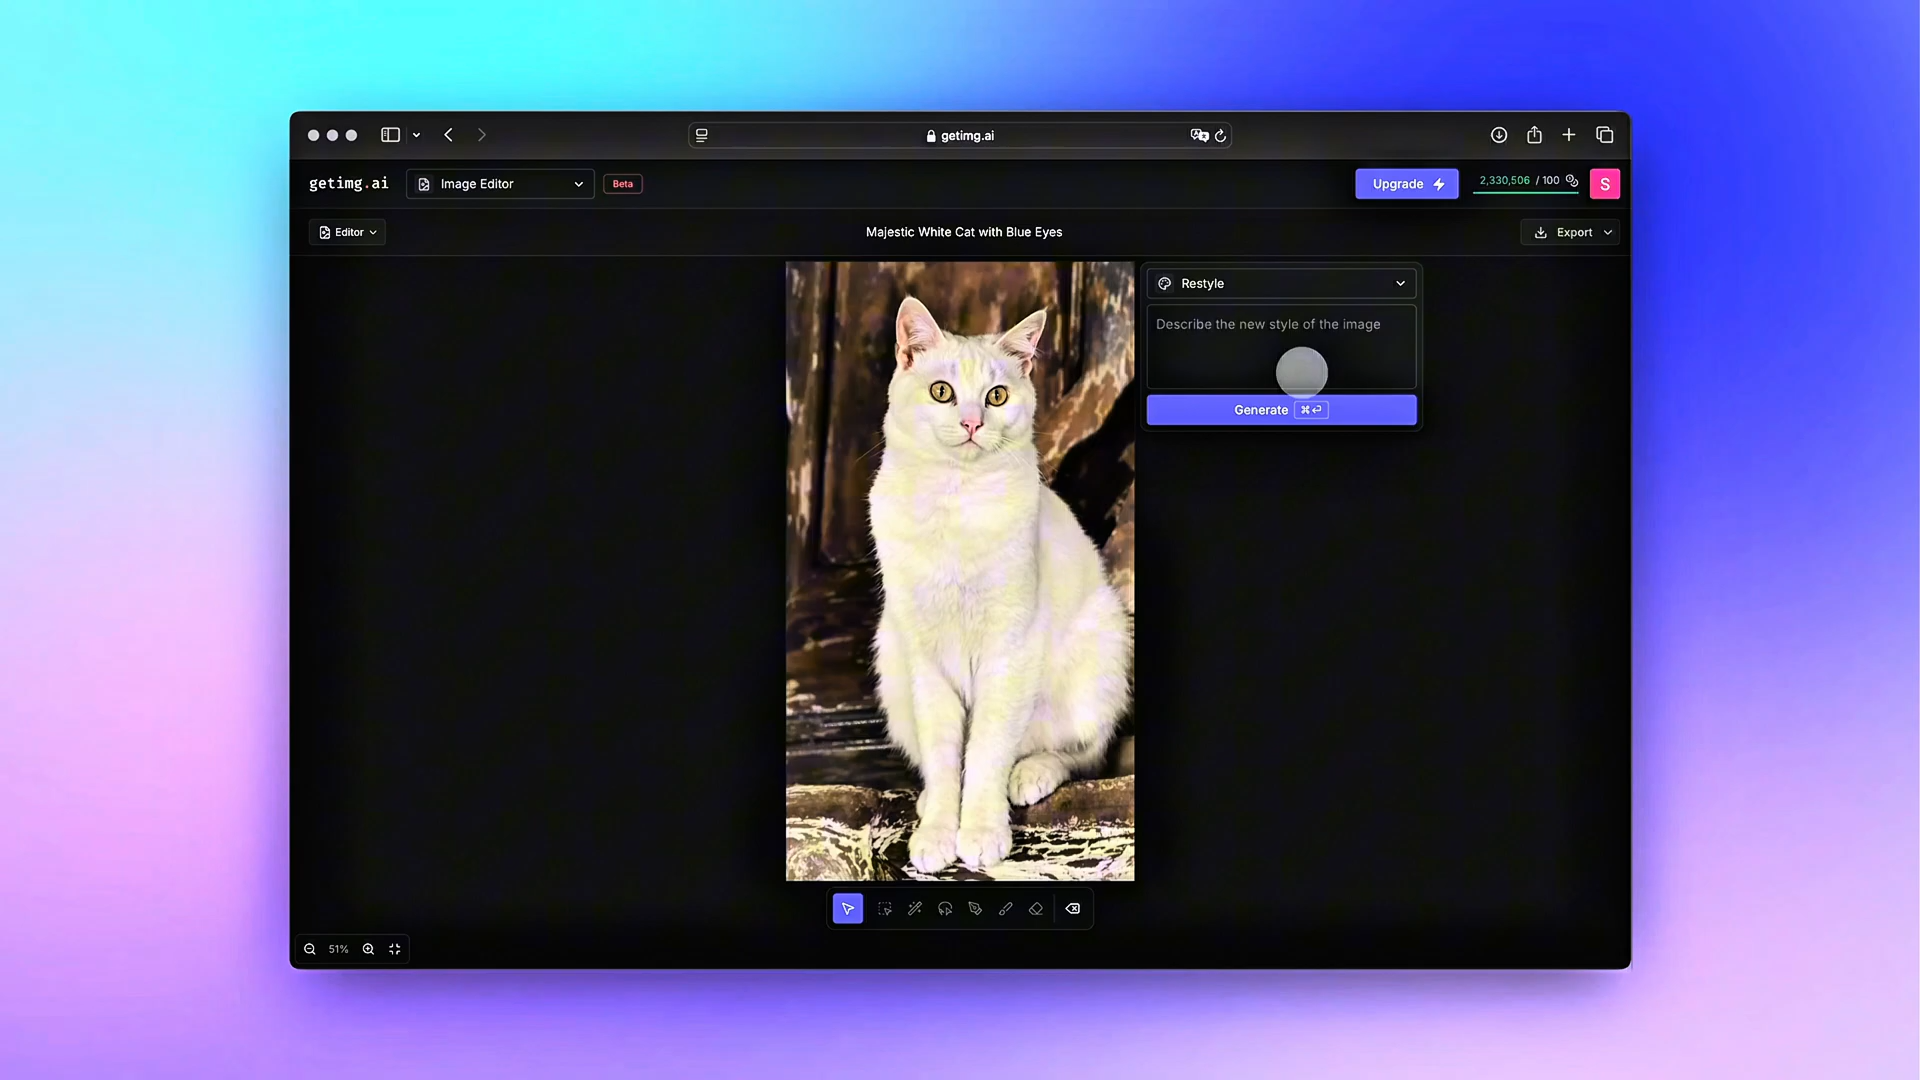 getimg.ai
getimg.ai
Image Editor
Beta
Upgrade
2,330,506 / 100
S
Editor
Majestic White Cat with Blue Eyes
Export
Restyle
Describe the new style of the image
Generate ⌘↵
51%